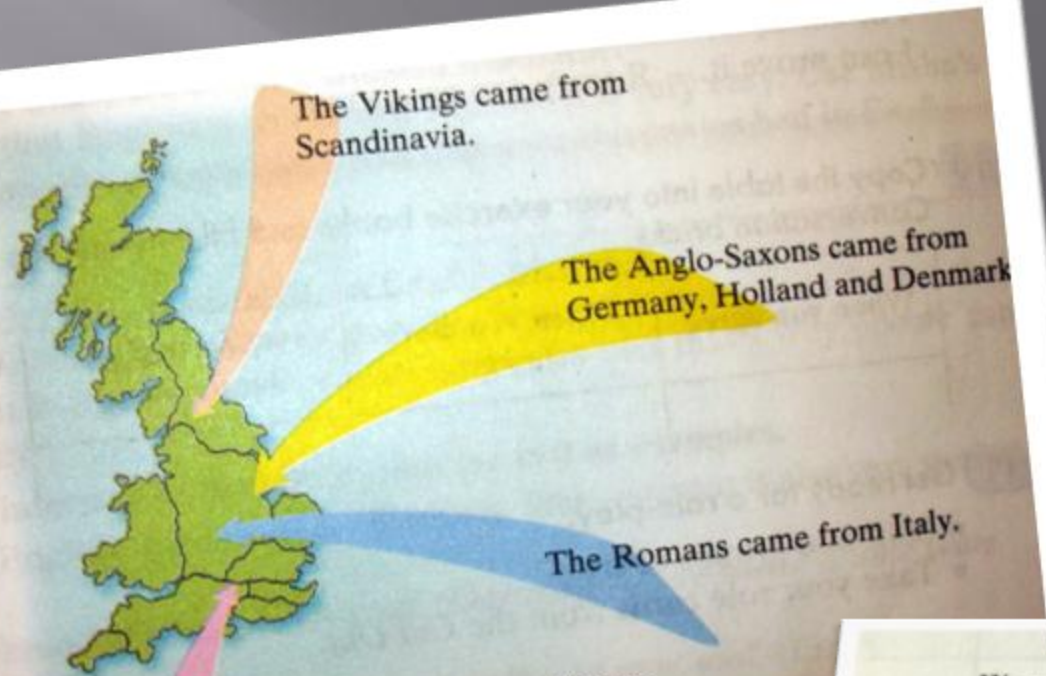 The Vikings came from
Scandinavia.
The Anglo-Saxons came from
Germany, Holland and Denmark
The Romans came from Italy.